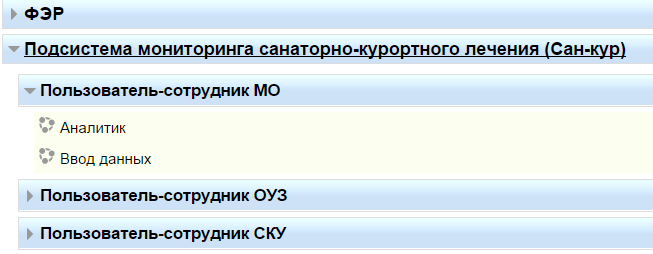 ФЭР
Подсистема мониторинга санаторно-курортного лечения (Сан-кур)
Пользователь-сотрудник МО
Аналитик
Ввод данных
Пользователь-сотрудник ОУЗ
Пользователь-сотрудник СКУ